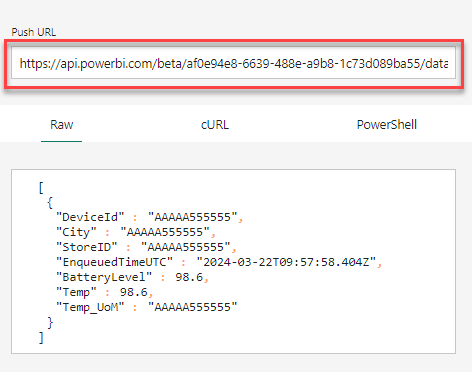 Push URL
https://api.powerbi.com/beta/af0e94e8-6639-488e-a9b8-1c73d089ba55/data
Raw cURL PowerShell
[
{
"DeviceId" : "AAAAA555555",
"City" : "AAAAA555555",
"StoreID" : "AAAAA555555",
"EnqueuedTimeUTC" : "2024-03-22T09:57:58.404Z",
"BatteryLevel" : 98.6,
"Temp" : 98.6,
"Temp_UoM" : "AAAAA555555"
}
]